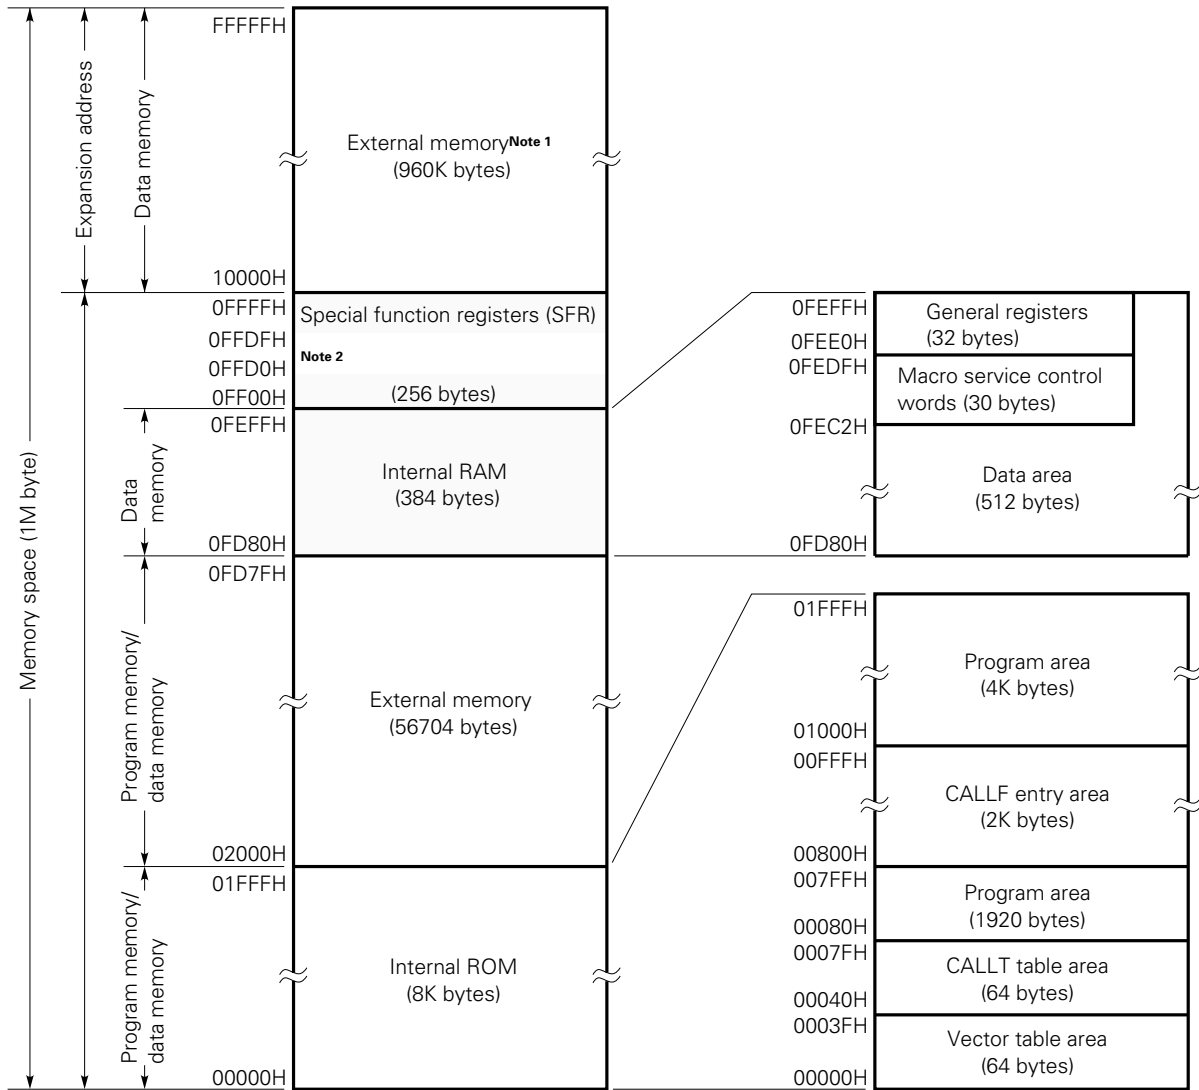 Memory space (1M byte)
Expansion address
Data memory
Data
memory
Program memory/
data memory
Program memory/
data memory
FFFFFH
External memory Note 1
(960K bytes)
10000H
0FFFFH
Special function registers (SFR)
0FFDFH
Note 2
0FFD0H
0FF00H
(256 bytes)
0FEFFH
Internal RAM
(384 bytes)
0FD80H
0FD7FH
External memory
(56704 bytes)
02000H
01FFFH
Internal ROM
(8K bytes)
00000H
0FEFFH
General registers
(32 bytes)
0FEE0H
0FEDFH
Macro service control
words (30 bytes)
0FEC2H
Data area
(512 bytes)
0FD80H
01FFFH
Program area
(4K bytes)
01000H
00FFFH
CALLF entry area
(2K bytes)
00800H
007FFH
Program area
(1920 bytes)
00080H
0007FH
CALLT table area
(64 bytes)
00040H
0003FH
Vector table area
(64 bytes)
00000H